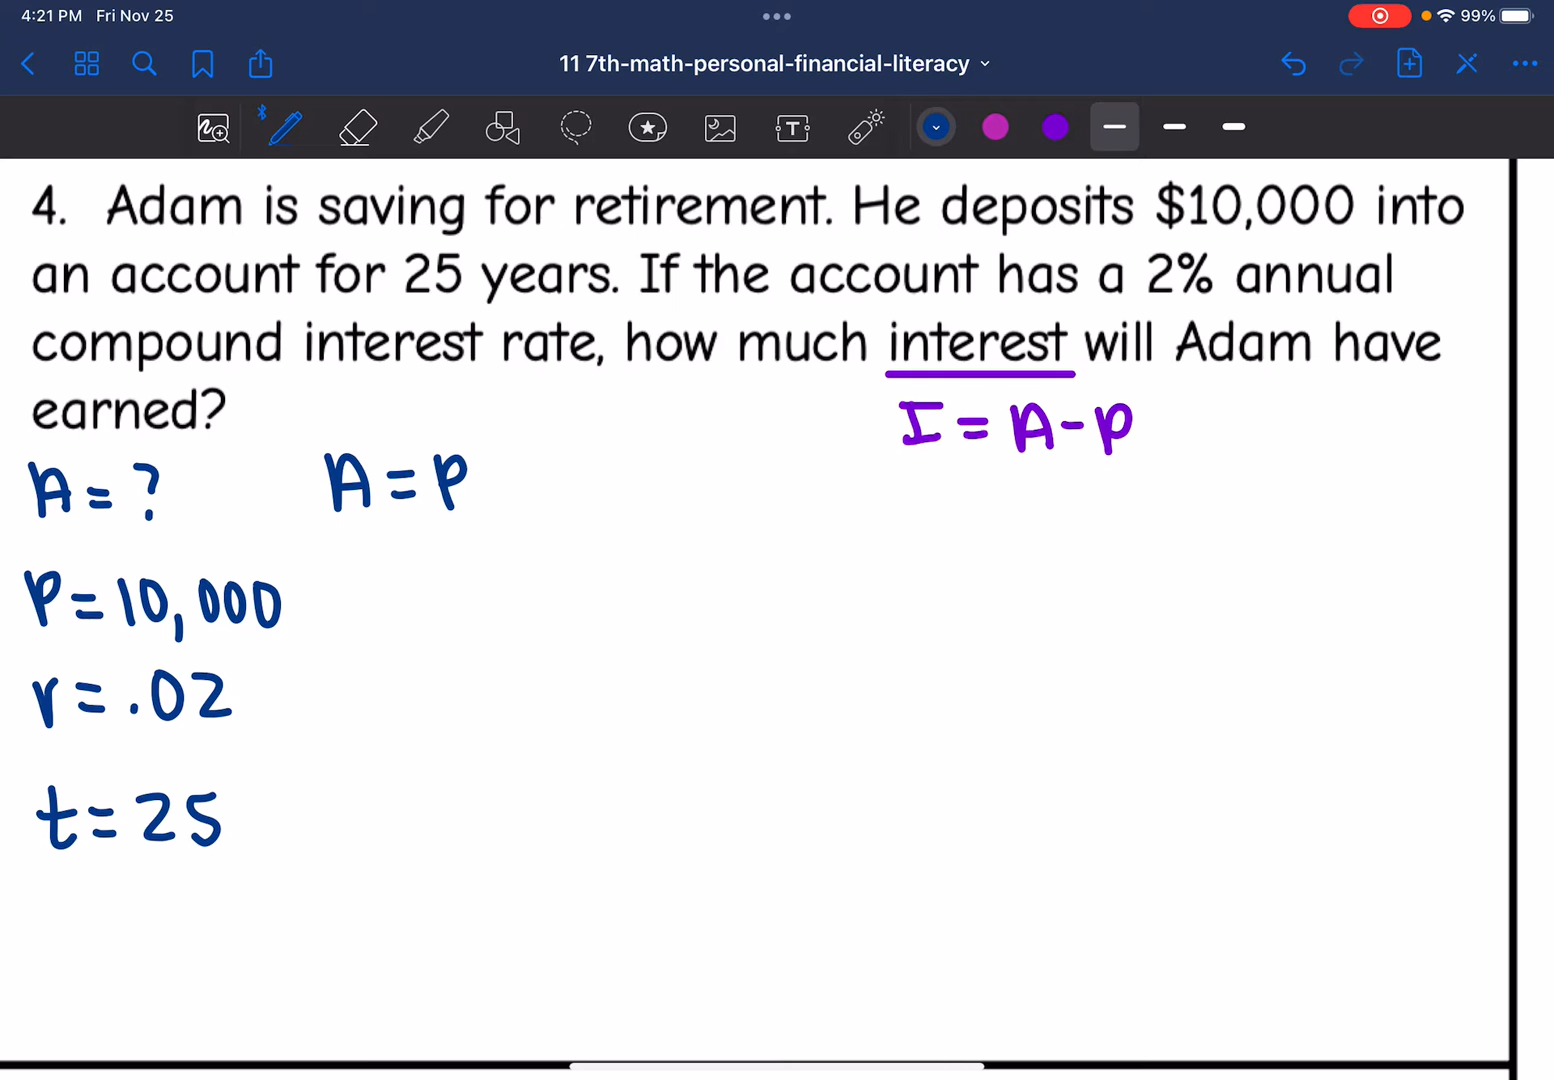 4:21 PM Fri Nov 25
99%
11 7th-math-personal-financial-literacy
T
4. Adam is saving for retirement. He deposits $10,000 into
an account for 25 years. If the account has a 2% annual
compound interest rate, how much interest will Adam have
earned?
I = A - P
A = ?
A = P
P = 10,000
r = .02
t = 25